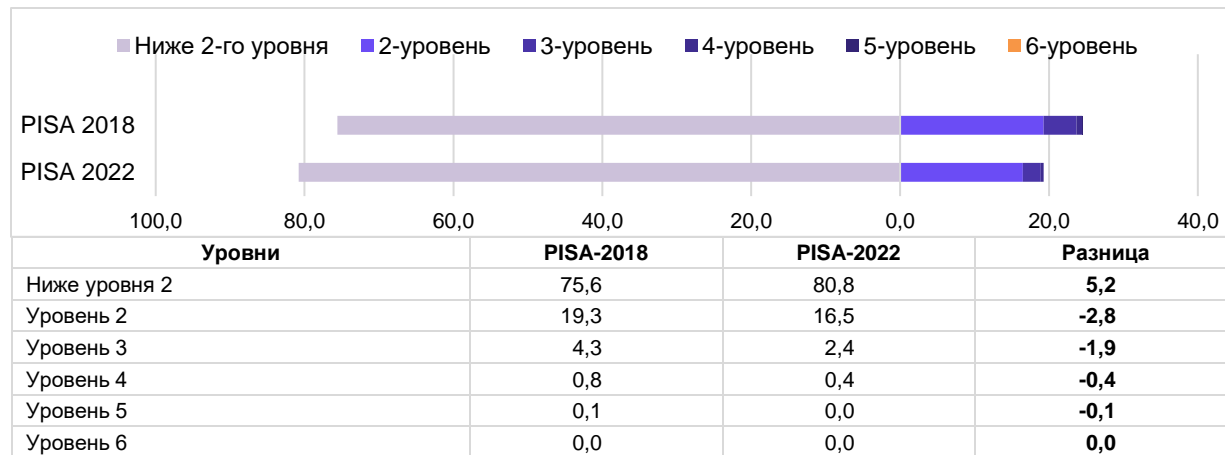 Ниже 2-го уровня 2-уровень 3-уровень 4-уровень 5-уровень 6-уровень
PISA 2018
PISA 2022
100,0 80,0 60,0 40,0 20,0 0,0 20,0 40,0
Уровни PISA-2018 PISA-2022 Разница
Ниже уровня 2 75,6 80,8 5,2
Уровень 2 19,3 16,5 -2,8
Уровень 3 4,3 2,4 -1,9
Уровень 4 0,8 0,4 -0,4
Уровень 5 0,1 0,0 -0,1
Уровень 6 0,0 0,0 0,0